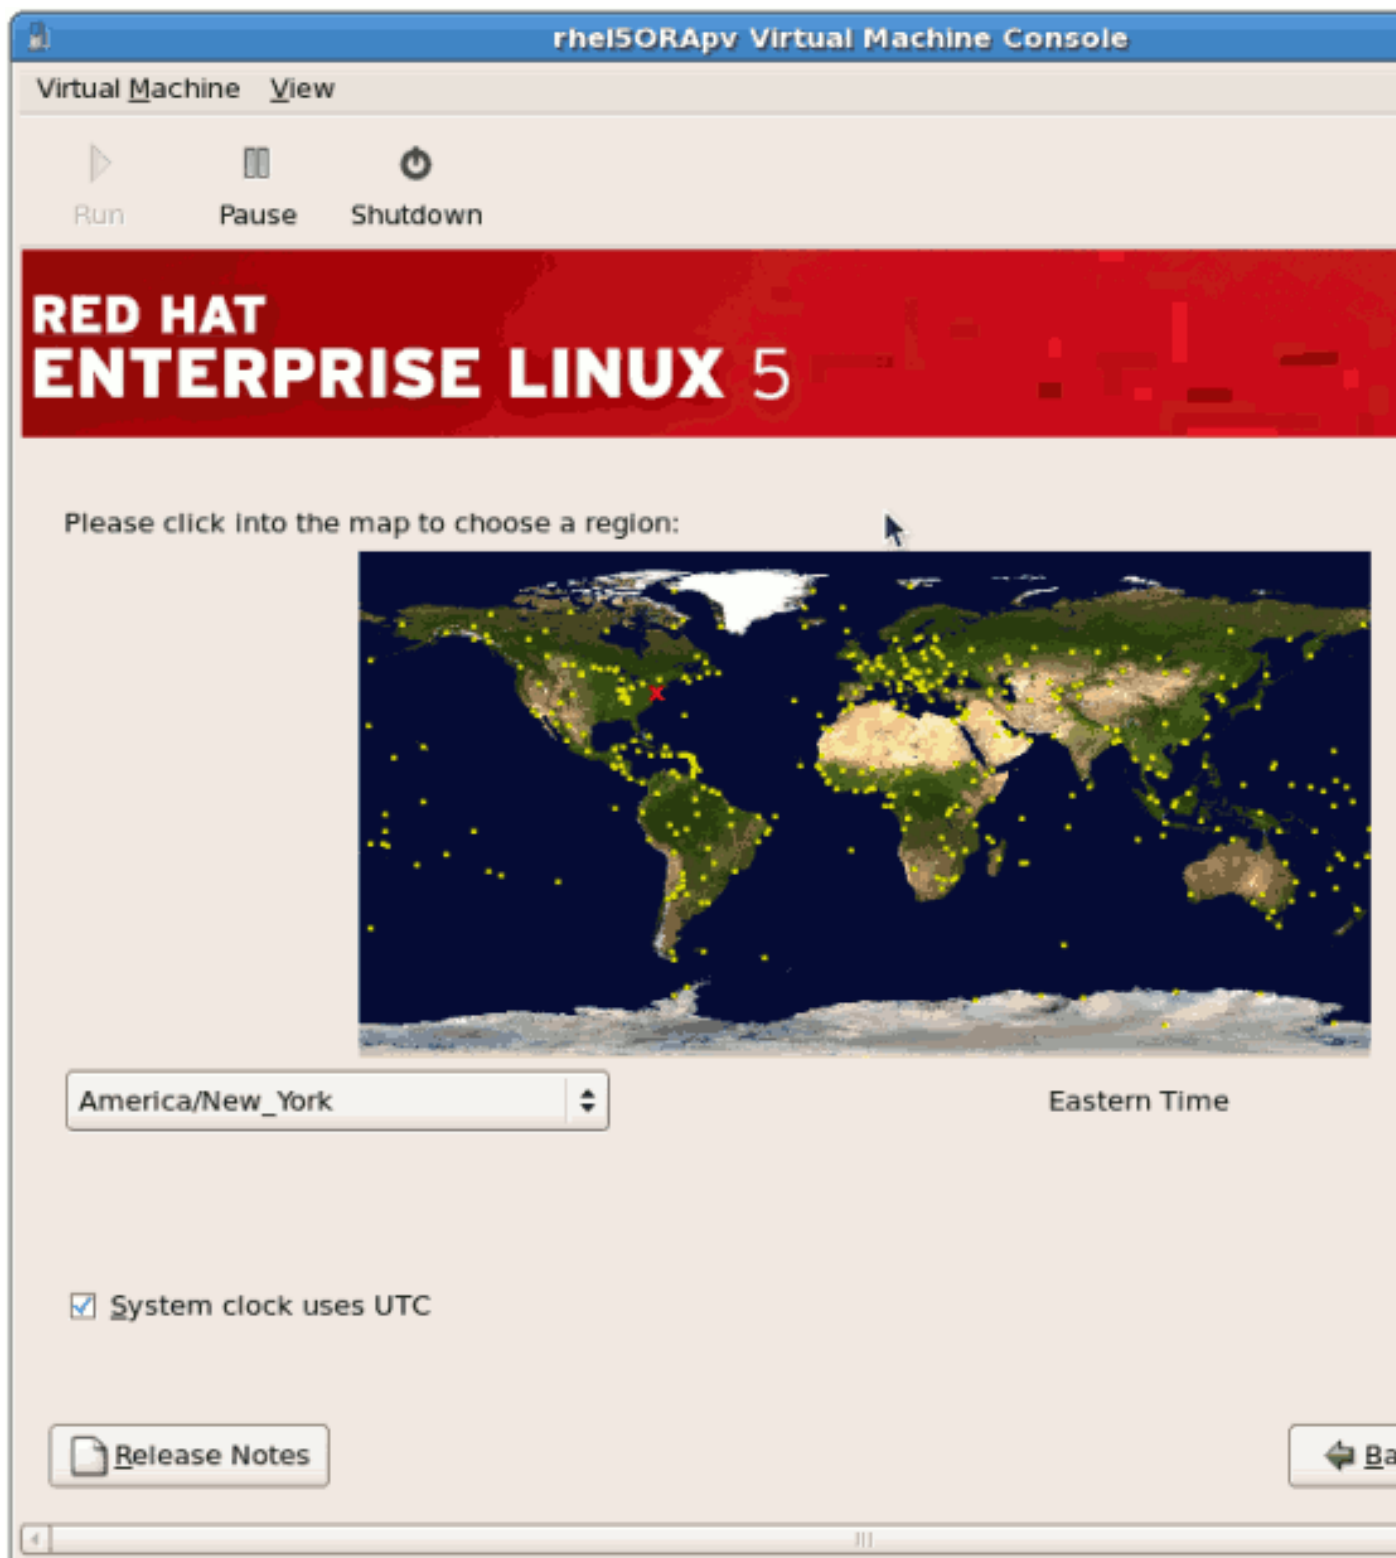 rhel5ORApv Virtual Machine Console
Virtual Machine View
Run Pause Shutdown
RED HAT
ENTERPRISE LINUX 5
Please click into the map to choose a region:
America/New_York Eastern Time
System clock uses UTC
Release Notes